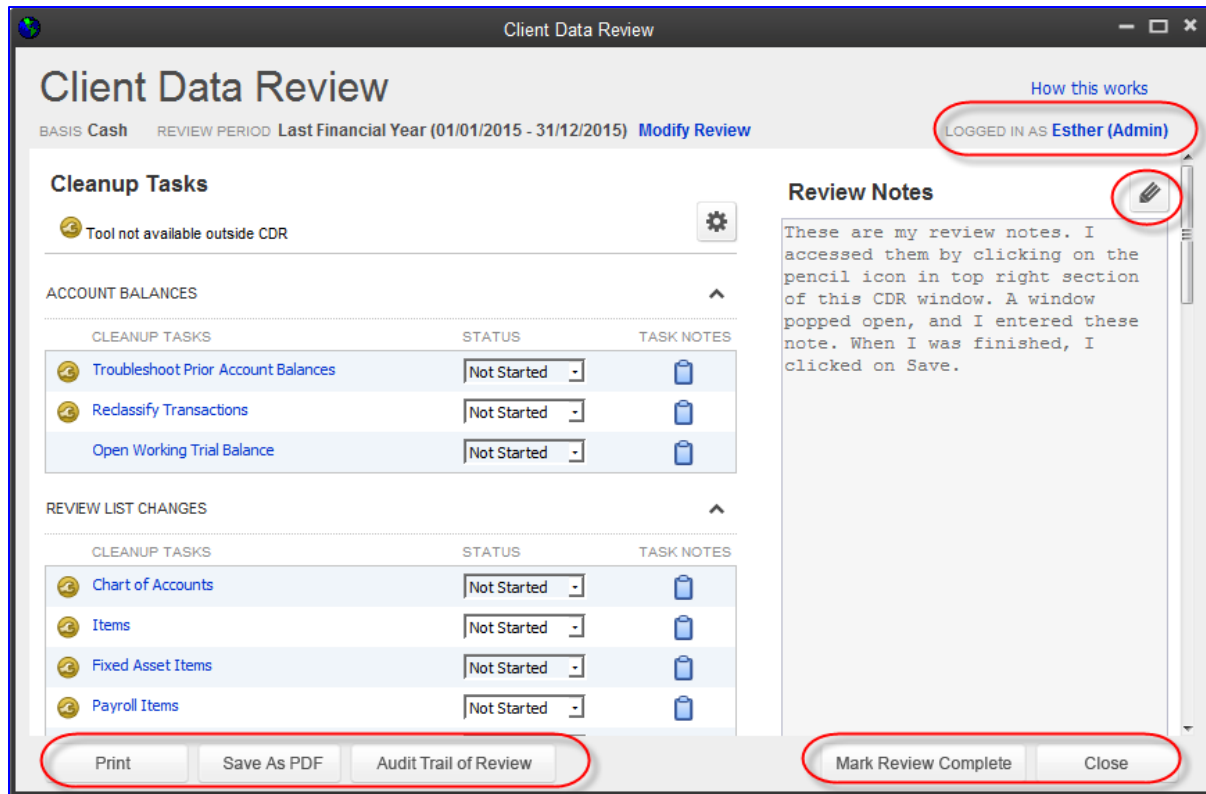 Client Data Review
Client Data Review
How this works
BASIS Cash REVIEW PERIOD Last Financial Year (01/01/2015 - 31/12/2015) Modify Review
LOGGED IN AS Esther (Admin)
Cleanup Tasks
Tool not available outside CDR
ACCOUNT BALANCES
CLEANUP TASKS STATUS TASK NOTES
Troubleshoot Prior Account Balances Not Started
Reclassify Transactions Not Started
Open Working Trial Balance Not Started
REVIEW LIST CHANGES
CLEANUP TASKS STATUS TASK NOTES
Chart of Accounts Not Started
Items Not Started
Fixed Asset Items Not Started
Payroll Items Not Started
Review Notes
These are my review notes. I
accessed them by clicking on the
pencil icon in top right section
of this CDR window. A window
popped open, and I entered these
note. When I was finished, I
clicked on Save.
Print Save As PDF Audit Trail of Review Mark Review Complete Close